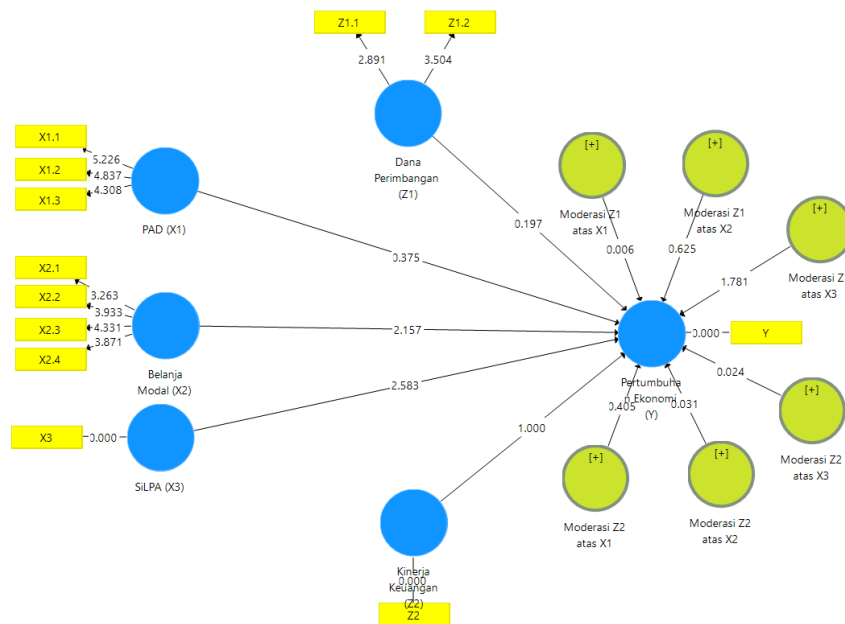 Z1.1
Z1.2
2.891
3.504
Dana
Perimbangan
(Z1)
X1.1
X1.2
X1.3
5.226
4.837
4.308
PAD (X1)
[+]
Moderasi Z1
atas X1
[+]
Moderasi Z1
atas X2
[+]
Moderasi Z
atas X3
0.197
0.375
0.006
0.625
1.781
X2.1
X2.2
X2.3
X2.4
3.263
3.933
4.331
3.871
Belanja
Modal (X2)
2.157
0.000
Y
Pertumbuha
n Ekonomi
(Y)
2.583
X3
0.000
SiLPA (X3)
1.000
0.405
0.031
0.024
[+]
Moderasi Z2
atas X3
[+]
Moderasi Z2
atas X1
[+]
Moderasi Z2
atas X2
Kinerja
Keuangan
(Z2)
0.000
Z2